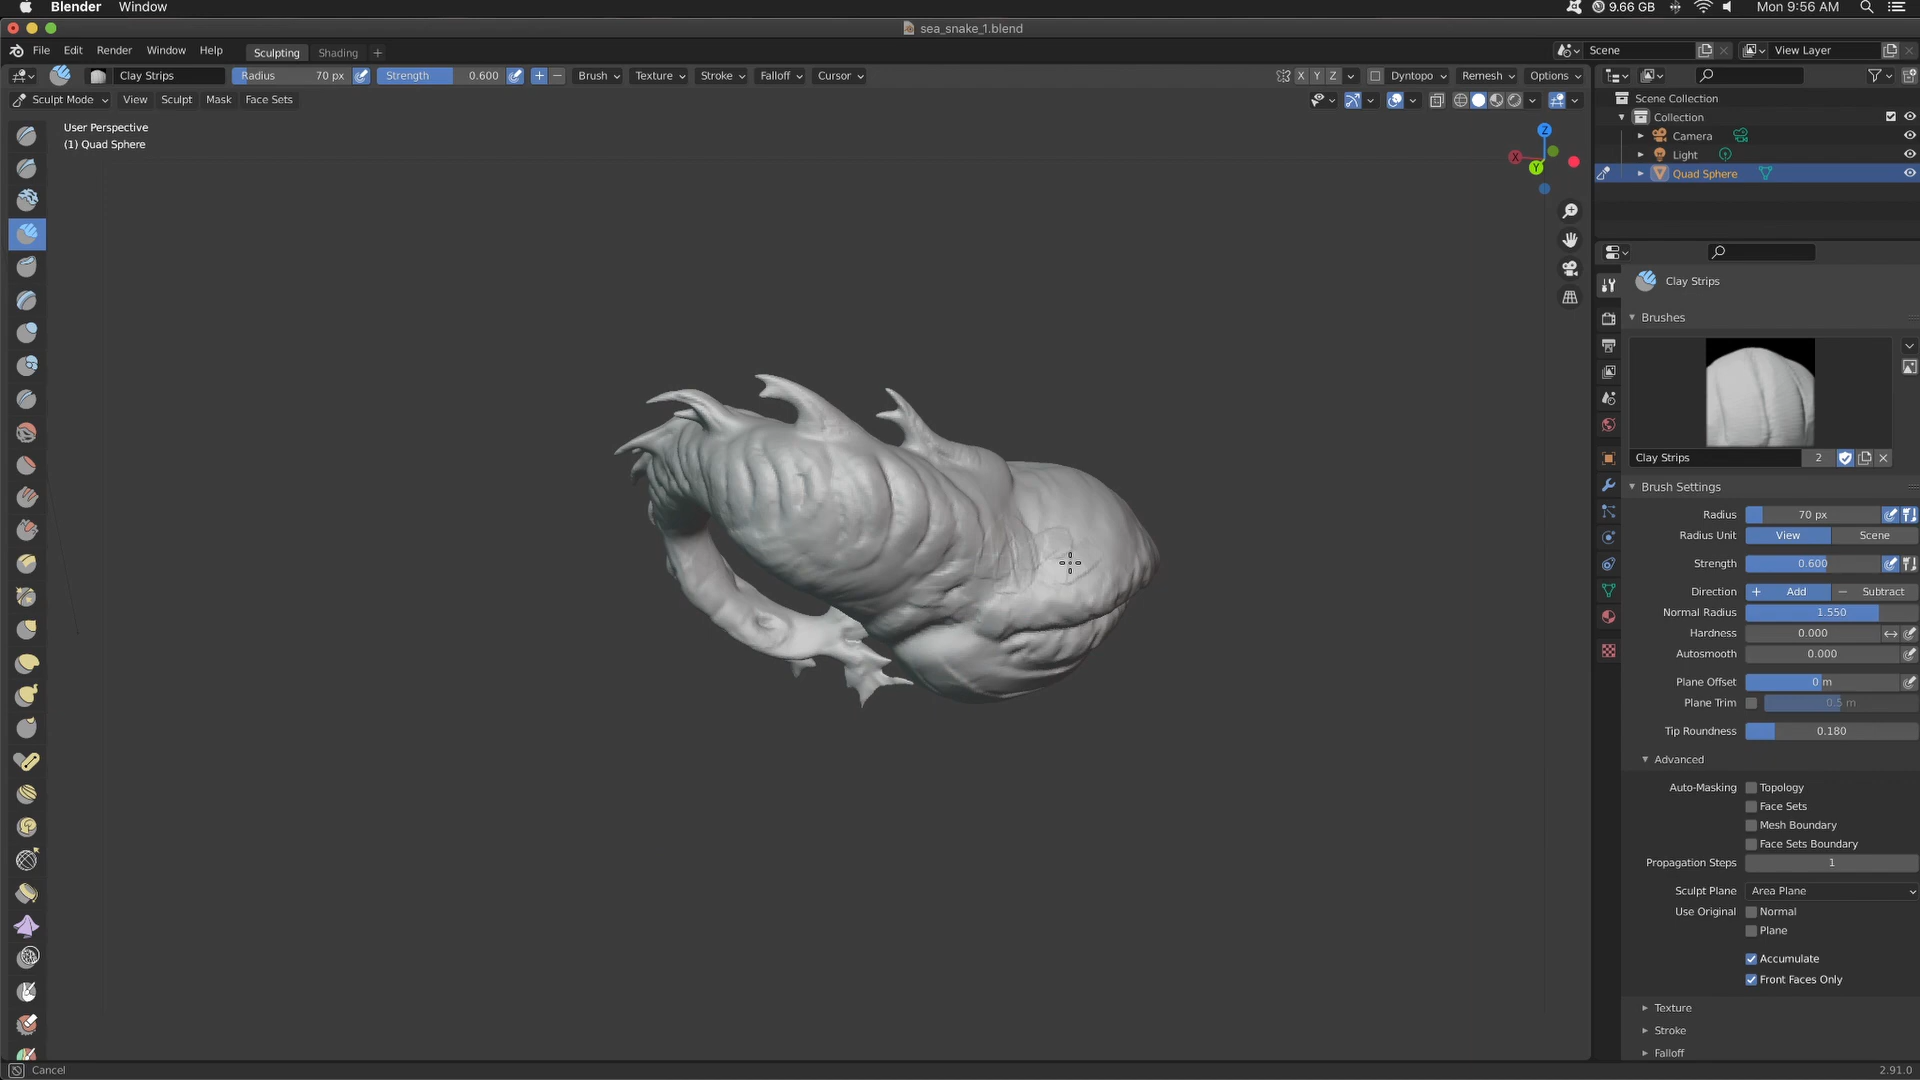 Blender Window 9.66 GB Mon 9:56 AM
sea_snake_1.blend
File Edit Render Window Help Sculpting Shading + Scene View Layer
Clay Strips Radius 70 px Strength 0.600 + − Brush Texture Stroke Falloff Cursor X Y Z Dyntopo Remesh Options
Sculpt Mode View Sculpt Mask Face Sets
User Perspective
(1) Quad Sphere
Z
X
Y
Scene Collection
Collection
Camera
Light
Quad Sphere
Clay Strips
Brushes
Clay Strips 2
Brush Settings
Radius 70 px
Radius Unit View Scene
Strength 0.600
Direction + Add − Subtract
Normal Radius 1.550
Hardness 0.000
Autosmooth 0.000
Plane Offset 0 m
Plane Trim 0.5 m
Tip Roundness 0.180
Advanced
Auto-Masking Topology
Face Sets
Mesh Boundary
Face Sets Boundary
Propagation Steps 1
Sculpt Plane Area Plane
Use Original Normal
Plane
Accumulate
Front Faces Only
Texture
Stroke
Falloff
Cancel 2.91.0